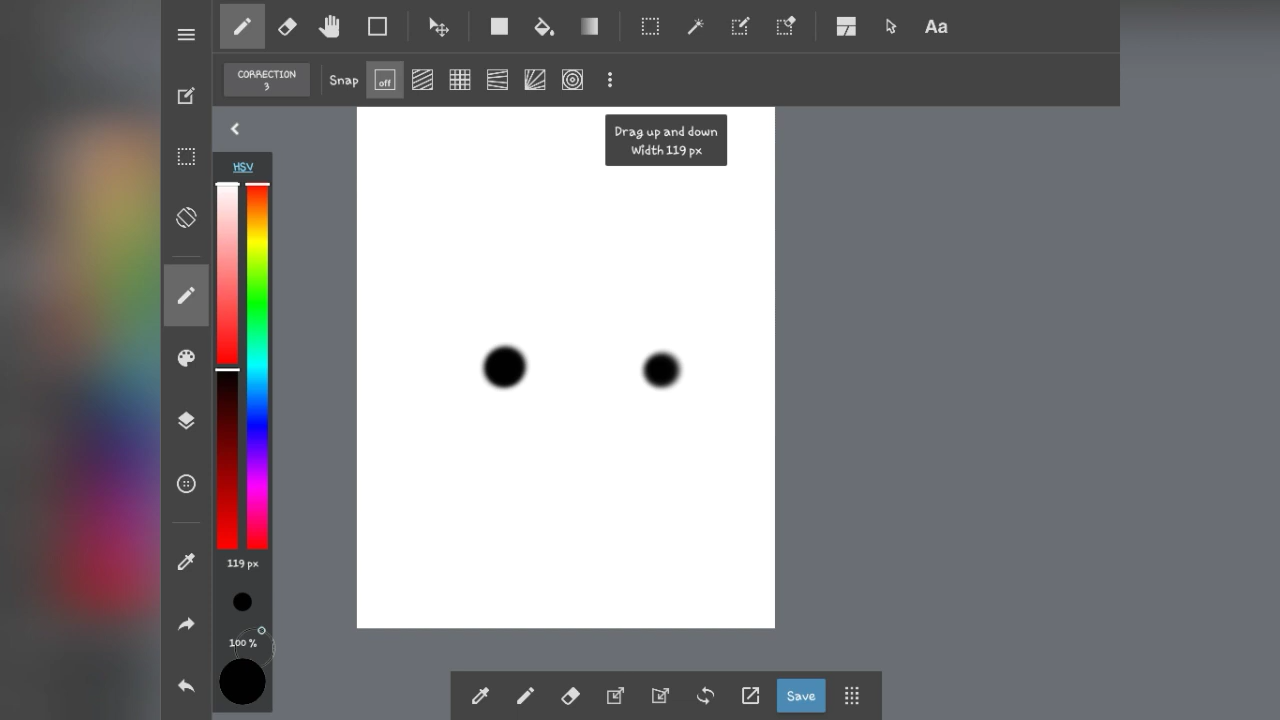 Aa
CORRECTION
3
Snap
off
Drag up and down
Width 119 px
HSV
119 px
100 %
Save